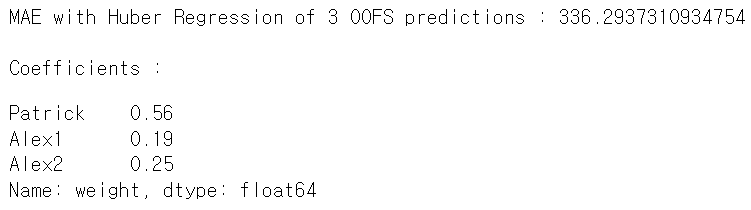 MAE with Huber Regression of 3 OOFS predictions : 336.2937310934754
Coefficients :
Patrick    0.56
Alex1      0.19
Alex2      0.25
Name: weight, dtype: float64